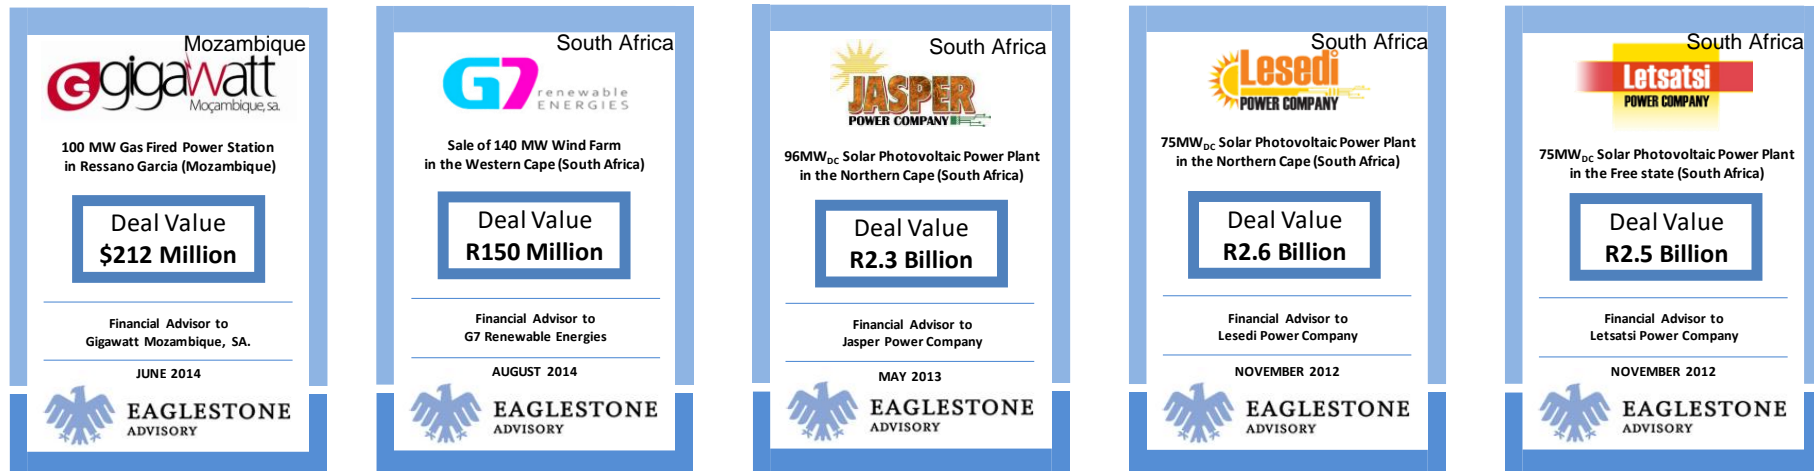 Mozambique
gigawatt
Moçambique, sa.
100 MW Gas Fired Power Station
in Ressano Garcia (Mozambique)
Deal Value
$212 Million
Financial Advisor to
Gigawatt Mozambique, SA.
JUNE 2014
EAGLESTONE
ADVISORY
South Africa
G7
renewable
ENERGIES
Sale of 140 MW Wind Farm
in the Western Cape (South Africa)
Deal Value
R150 Million
Financial Advisor to
G7 Renewable Energies
AUGUST 2014
EAGLESTONE
ADVISORY
South Africa
JASPER
POWER COMPANY
96MWDC Solar Photovoltaic Power Plant
in the Northern Cape (South Africa)
Deal Value
R2.3 Billion
Financial Advisor to
Jasper Power Company
MAY 2013
EAGLESTONE
ADVISORY
South Africa
Lesedi
POWER COMPANY
75MWDC Solar Photovoltaic Power Plant
in the Northern Cape (South Africa)
Deal Value
R2.6 Billion
Financial Advisor to
Lesedi Power Company
NOVEMBER 2012
EAGLESTONE
ADVISORY
South Africa
Letsatsi
POWER COMPANY
75MWDC Solar Photovoltaic Power Plant
in the Free state (South Africa)
Deal Value
R2.5 Billion
Financial Advisor to
Letsatsi Power Company
NOVEMBER 2012
EAGLESTONE
ADVISORY